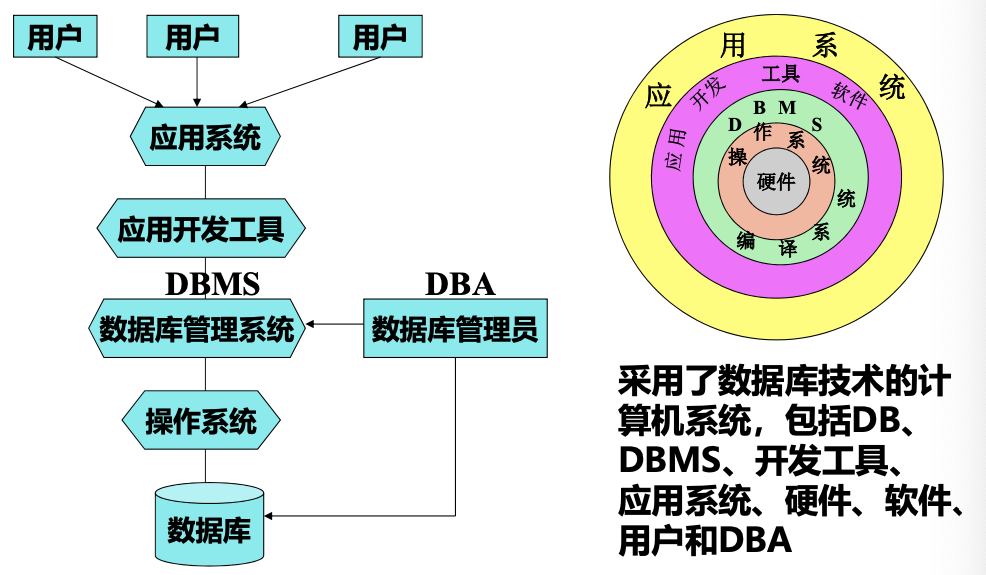 用户
用户
用户
应用系统
应用开发工具
DBMS
DBA
数据库管理系统
数据库管理员
操作系统
数据库
应用系统
应用开发工具软件
DBMS
编译系统
操作系统
硬件
采用了数据库技术的计
算机系统，包括DB、
DBMS、开发工具、
应用系统、硬件、软件、
用户和DBA